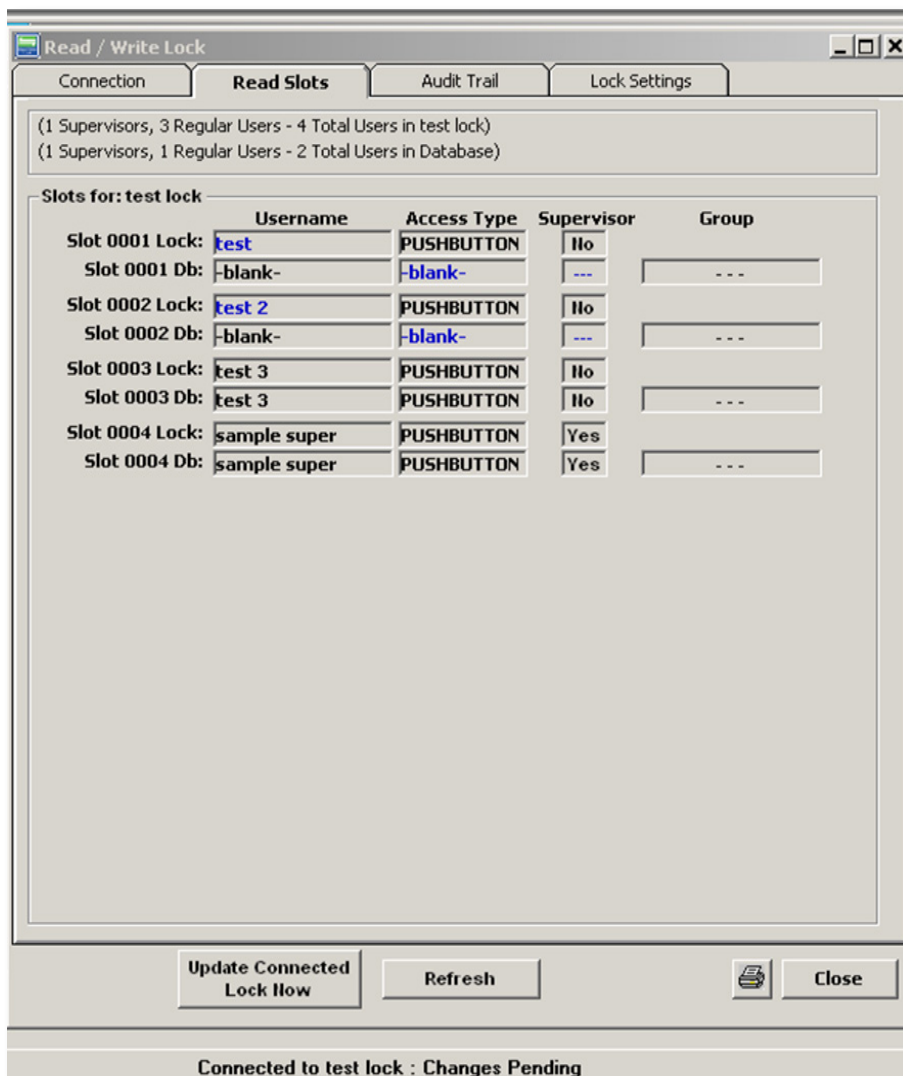 Read / Write Lock
Connection Read Slots Audit Trail Lock Settings
(1 Supervisors, 3 Regular Users - 4 Total Users in test lock)
(1 Supervisors, 1 Regular Users - 2 Total Users in Database)
Slots for: test lock
Username Access Type Supervisor Group
Slot 0001 Lock: test PUSHBUTTON No
Slot 0001 Db: -blank- -blank- --- - - -
Slot 0002 Lock: test 2 PUSHBUTTON No
Slot 0002 Db: -blank- -blank- --- - - -
Slot 0003 Lock: test 3 PUSHBUTTON No
Slot 0003 Db: test 3 PUSHBUTTON No - - -
Slot 0004 Lock: sample super PUSHBUTTON Yes
Slot 0004 Db: sample super PUSHBUTTON Yes - - -
Update Connected
Lock Now
Refresh
Close
Connected to test lock : Changes Pending